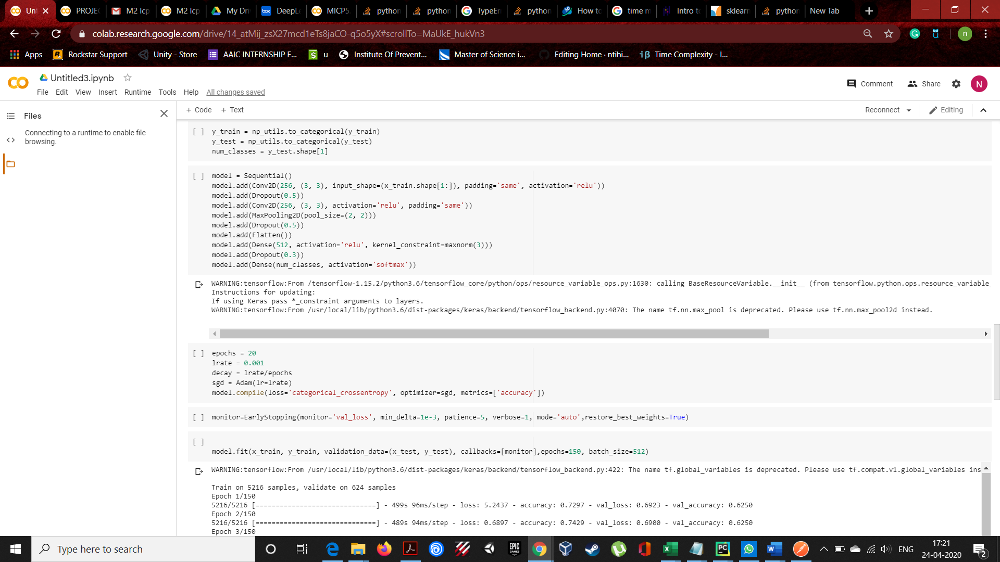 Unt
PROJEC
M2 Icp
M2 Icp
My Dri
box
DeepLe
MICP5.
python
python
TypeEr
python
How to
time m
Intro to
sklearn
python
New Tab
colab.research.google.com/drive/14_atMij_zsX27mcd1eTs8jaCO-q5o5yX#scrollTo=MaUkE_hukVn3
n
Apps
Rockstar Support
Unity - Store
AAIC INTERNSHIP E...
u
Institute Of Prevent...
Master of Science i...
Editing Home · ntihi...
Time Complexity - I...
Untitled3.ipynb
File Edit View Insert Runtime Tools Help All changes saved
Comment Share N
Files
Connecting to a runtime to enable file
browsing.
+ Code + Text
Reconnect Editing
[ ] y_train = np_utils.to_categorical(y_train)
y_test = np_utils.to_categorical(y_test)
num_classes = y_test.shape[1]
[ ] model = Sequential()
model.add(Conv2D(256, (3, 3), input_shape=(x_train.shape[1:]), padding='same', activation='relu'))
model.add(Dropout(0.5))
model.add(Conv2D(256, (3, 3), activation='relu', padding='same'))
model.add(MaxPooling2D(pool_size=(2, 2)))
model.add(Dropout(0.5))
model.add(Flatten())
model.add(Dense(512, activation='relu', kernel_constraint=maxnorm(3)))
model.add(Dropout(0.3))
model.add(Dense(num_classes, activation='softmax'))
WARNING:tensorflow:From /tensorflow-1.15.2/python3.6/tensorflow_core/python/ops/resource_variable_ops.py:1630: calling BaseResourceVariable.__init__ (from tensorflow.python.ops.resource_variable_
Instructions for updating:
If using Keras pass *_constraint arguments to layers.
WARNING:tensorflow:From /usr/local/lib/python3.6/dist-packages/keras/backend/tensorflow_backend.py:4070: The name tf.nn.max_pool is deprecated. Please use tf.nn.max_pool2d instead.
[ ] epochs = 20
lrate = 0.001
decay = lrate/epochs
sgd = Adam(lr=lrate)
model.compile(loss='categorical_crossentropy', optimizer=sgd, metrics=['accuracy'])
[ ] monitor=EarlyStopping(monitor='val_loss', min_delta=1e-3, patience=5, verbose=1, mode='auto',restore_best_weights=True)
[ ]
model.fit(x_train, y_train, validation_data=(x_test, y_test), callbacks=[monitor],epochs=150, batch_size=512)
WARNING:tensorflow:From /usr/local/lib/python3.6/dist-packages/keras/backend/tensorflow_backend.py:422: The name tf.global_variables is deprecated. Please use tf.compat.v1.global_variables ins
Train on 5216 samples, validate on 624 samples
Epoch 1/150
5216/5216 [==============================] - 499s 96ms/step - loss: 5.2437 - accuracy: 0.7297 - val_loss: 0.6923 - val_accuracy: 0.6250
Epoch 2/150
5216/5216 [==============================] - 489s 94ms/step - loss: 0.6897 - accuracy: 0.7429 - val_loss: 0.6900 - val_accuracy: 0.6250
Epoch 3/150
Type here to search
EPIC GAMES
ENG
17:21
24-04-2020
2